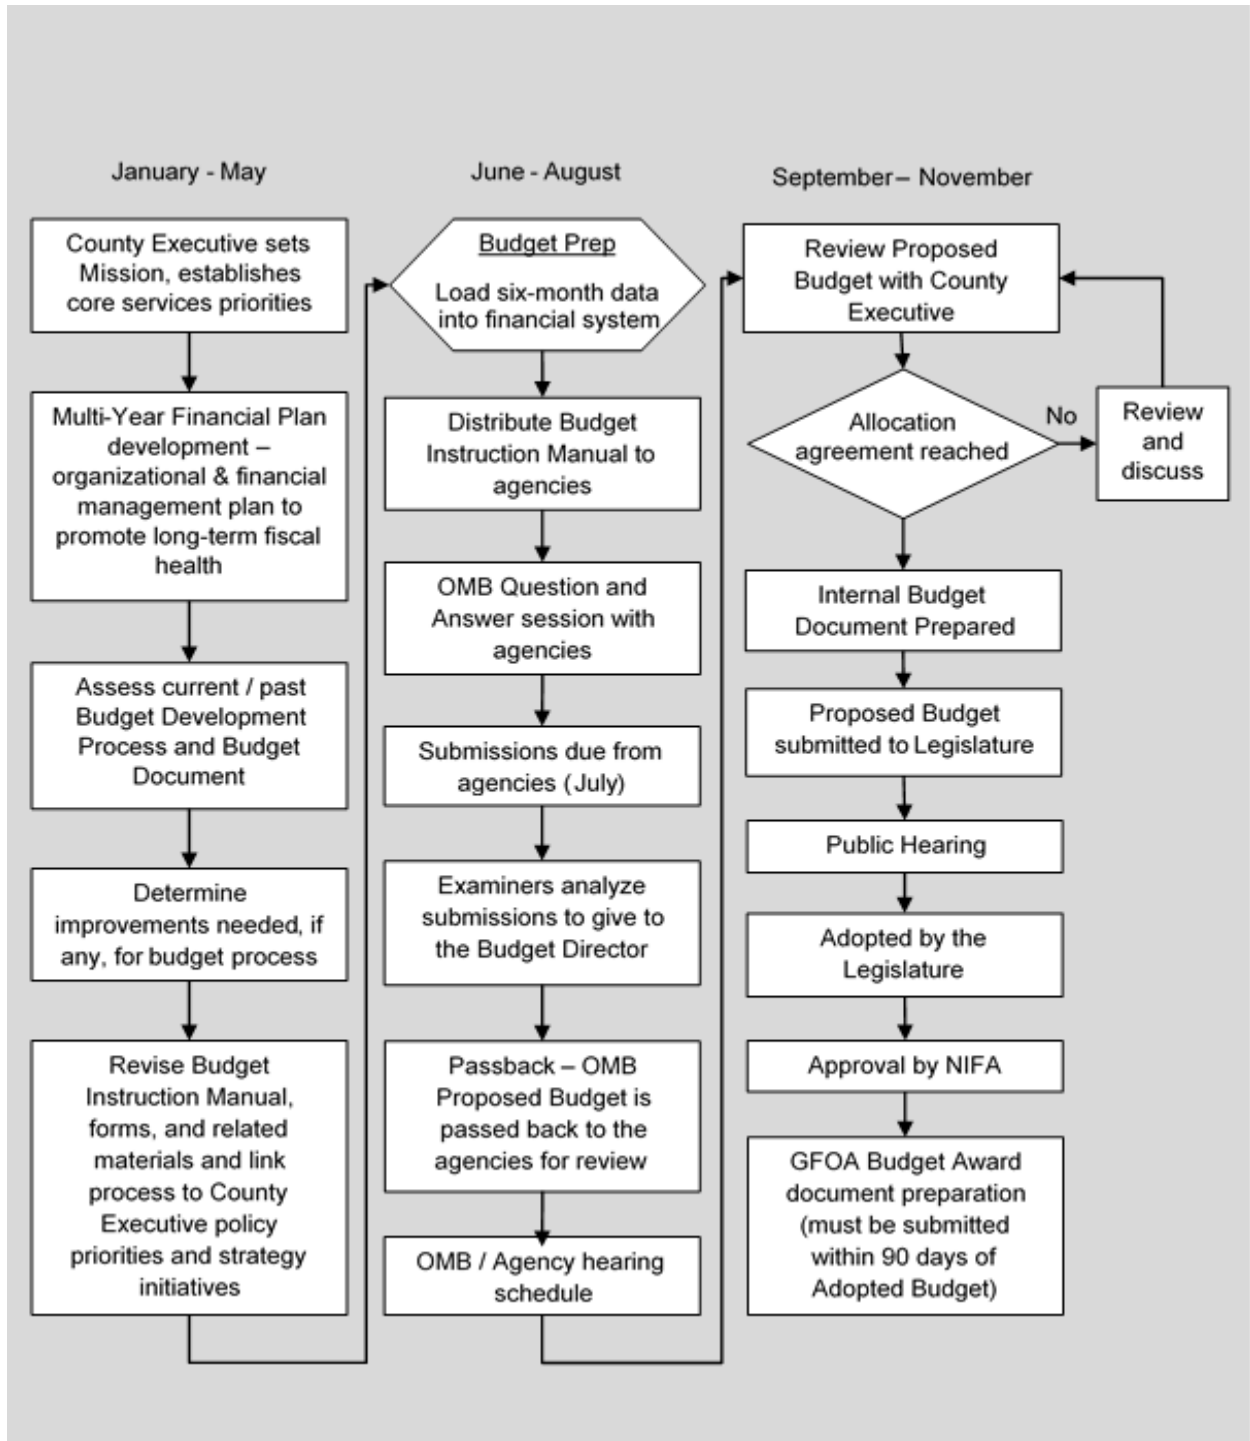 January - May
County Executive sets
Mission, establishes
core services priorities
Multi-Year Financial Plan
development –
organizational & financial
management plan to
promote long-term fiscal
health
Assess current / past
Budget Development
Process and Budget
Document
Determine
improvements needed, if
any, for budget process
Revise Budget
Instruction Manual,
forms, and related
materials and link
process to County
Executive policy
priorities and strategy
initiatives
June - August
Budget Prep
Load six-month data
into financial system
Distribute Budget
Instruction Manual to
agencies
OMB Question and
Answer session with
agencies
Submissions due from
agencies (July)
Examiners analyze
submissions to give to
the Budget Director
Passback – OMB
Proposed Budget is
passed back to the
agencies for review
OMB / Agency hearing
schedule
September – November
Review Proposed
Budget with County
Executive
Allocation
agreement reached
No
Review
and
discuss
Internal Budget
Document Prepared
Proposed Budget
submitted to Legislature
Public Hearing
Adopted by the
Legislature
Approval by NIFA
GFOA Budget Award
document preparation
(must be submitted
within 90 days of
Adopted Budget)